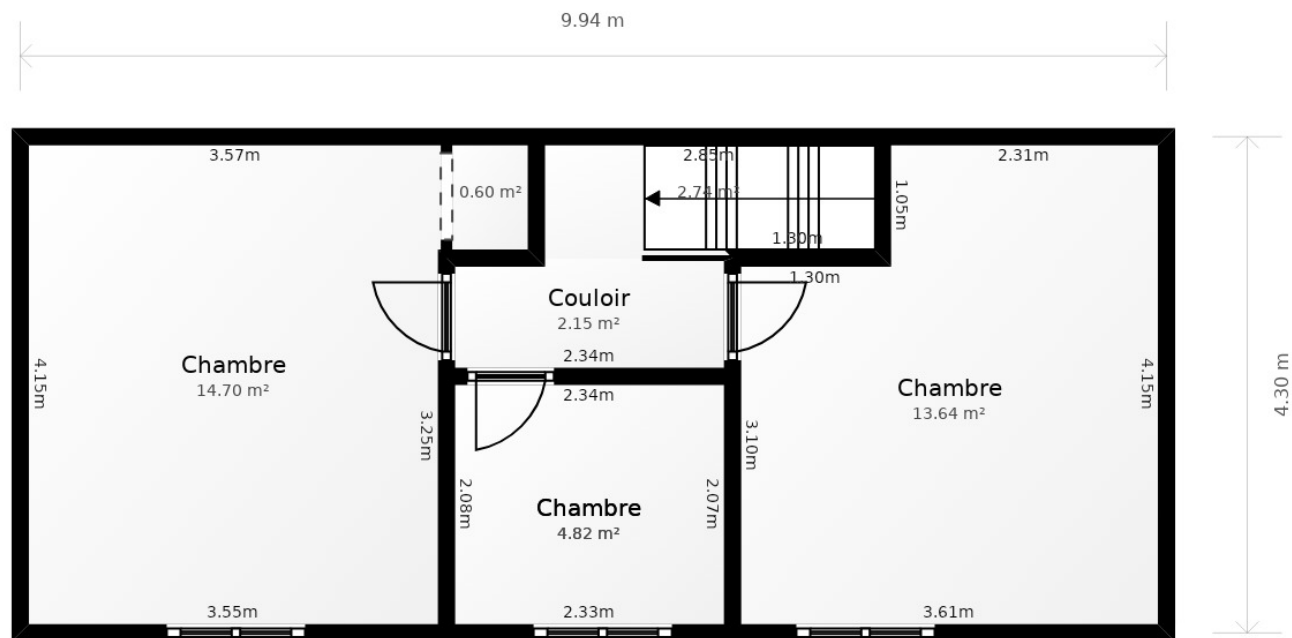 9.94 m
3.57m
2.85m
2.31m
0.60 m²
2.74 m²
1.05m
1.30m
1.30m
Couloir
2.15 m²
2.34m
Chambre
14.70 m²
4.15m
3.25m
2.34m
Chambre
13.64 m²
4.15m
4.30 m
3.10m
2.08m
Chambre
4.82 m²
2.07m
3.55m
2.33m
3.61m